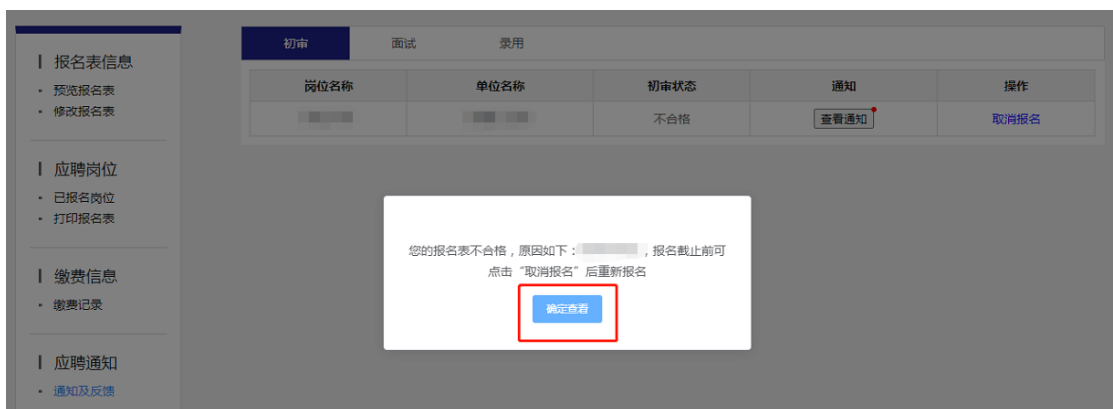 报名表信息
· 预览报名表
· 修改报名表
应聘岗位
· 已报名岗位
· 打印报名表
缴费信息
· 缴费记录
应聘通知
· 通知及反馈
初审 面试 录用
岗位名称 单位名称 初审状态 通知 操作
不合格 查看通知 取消报名
您的报名表不合格，原因如下： ，报名截止前可
点击“取消报名”后重新报名
确定查看